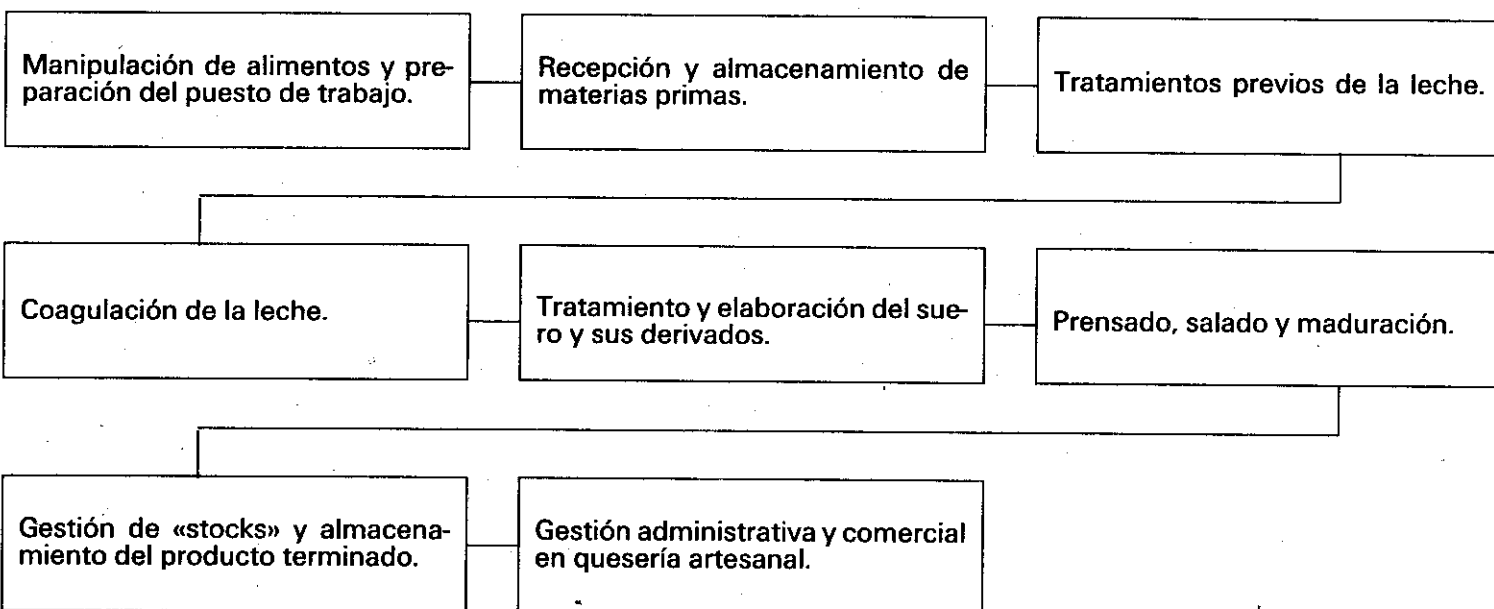 Manipulación de alimentos y pre-
paración del puesto de trabajo.
Recepción y almacenamiento de
materias primas.
Tratamientos previos de la leche.
Coagulación de la leche.
Tratamiento y elaboración del sue-
ro y sus derivados.
Prensado, salado y maduración.
Gestión de «stocks» y almacena-
miento del producto terminado.
Gestión administrativa y comercial
en quesería artesanal.